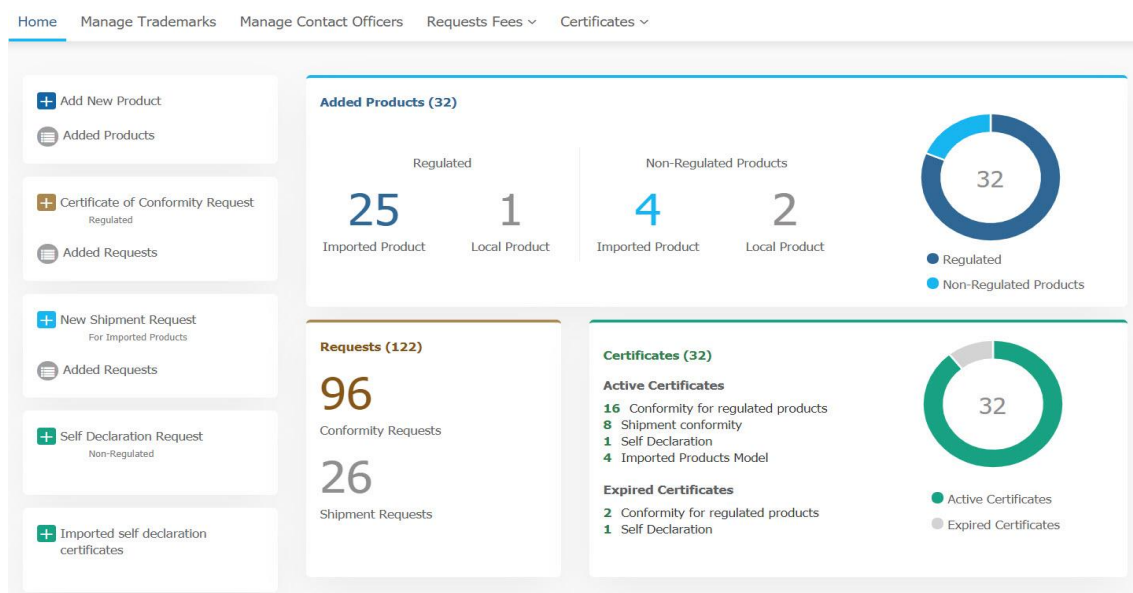 Home Manage Trademarks Manage Contact Officers Requests Fees Certificates
Add New Product
Added Products
Certificate of Conformity Request
Regulated
Added Requests
New Shipment Request
For Imported Products
Added Requests
Self Declaration Request
Non-Regulated
Imported self declaration
certificates
Added Products (32)
Regulated
25
Imported Product
1
Local Product
Non-Regulated Products
4
Imported Product
2
Local Product
32
Regulated
Non-Regulated Products
Requests (122)
96
Conformity Requests
26
Shipment Requests
Certificates (32)
Active Certificates
16 Conformity for regulated products
8 Shipment conformity
1 Self Declaration
4 Imported Products Model
Expired Certificates
2 Conformity for regulated products
1 Self Declaration
32
Active Certificates
Expired Certificates